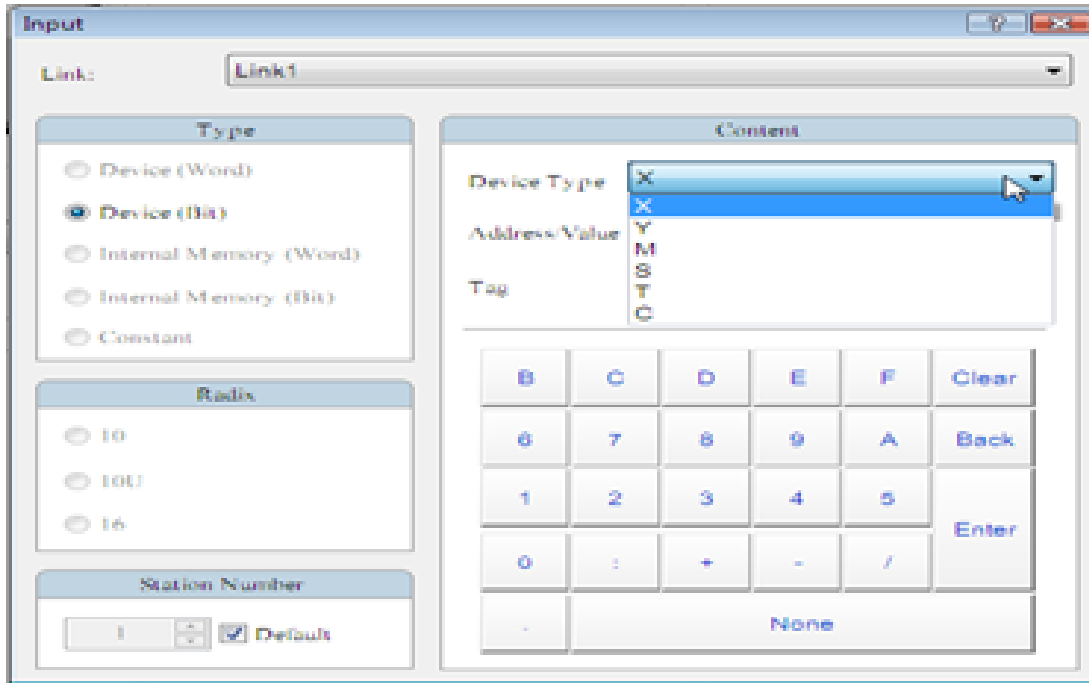 Input
Link: Link1
Type
Device (Word)
Device (Bit)
Internal Memory (Word)
Internal Memory (Bit)
Constant
Radix
10
10U
16
Station Number
1 Default
Content
Device Type X
X
Address/Value Y
M
S
Tag T
C
B C D E F Clear
6 7 8 9 A Back
1 2 3 4 5 Enter
0 : + - /
. None